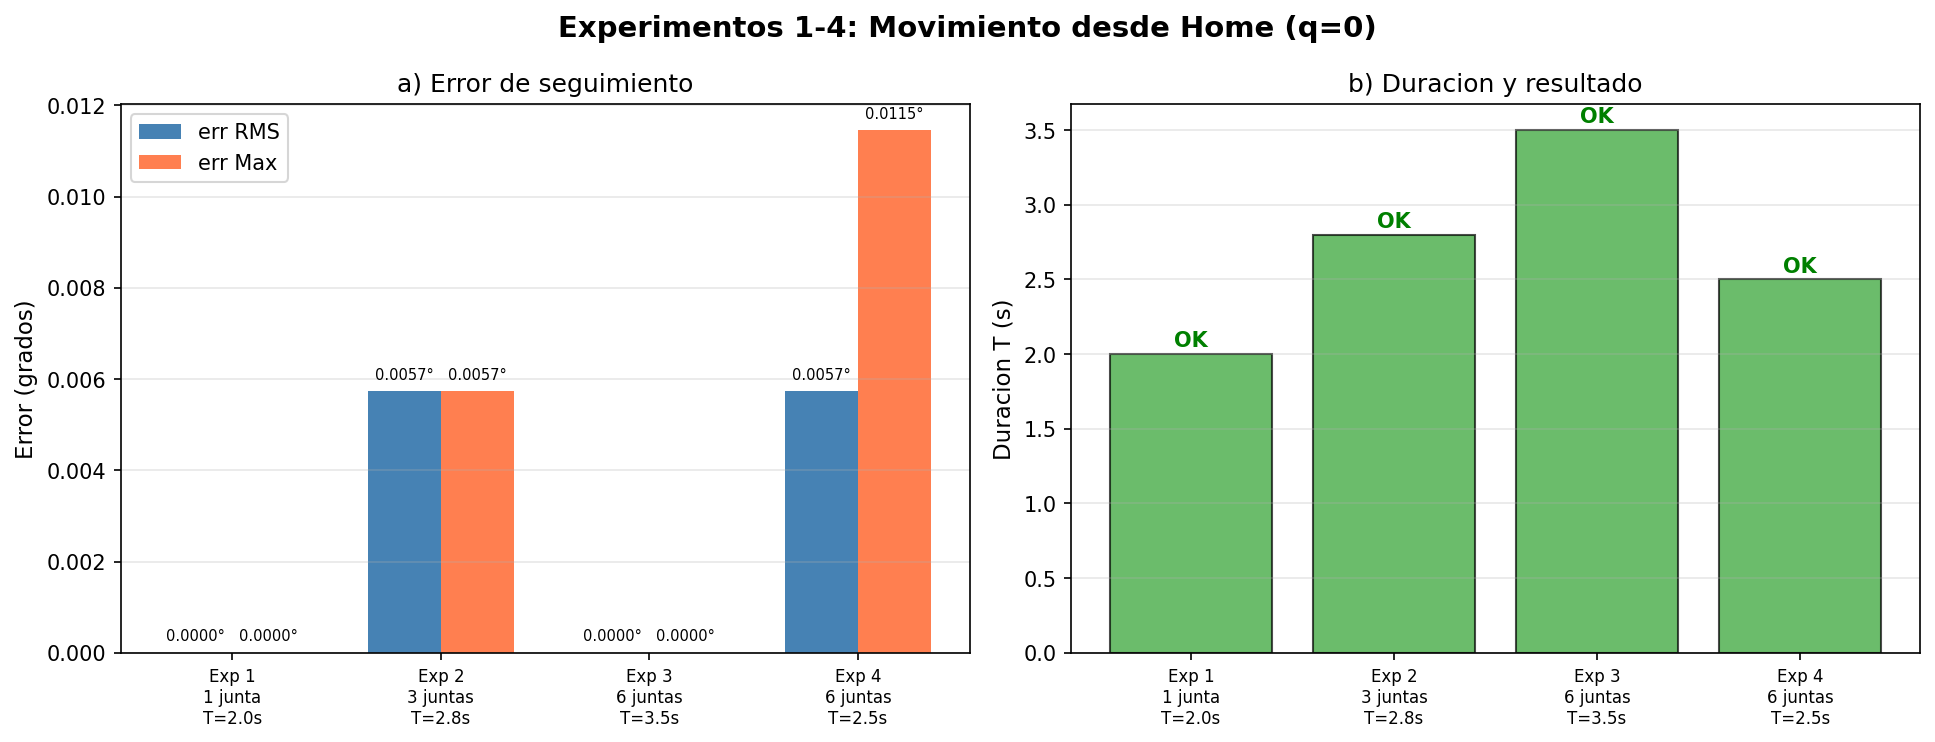 Experimentos 1-4: Movimiento desde Home (q=0)
a) Error de seguimiento
Error (grados)
0.012
0.010
0.008
0.006
0.004
0.002
0.000
err RMS
err Max
0.0000° 0.0000°
0.0057° 0.0057°
0.0000° 0.0000°
0.0057°
0.0115°
Exp 1
1 junta
T=2.0s
Exp 2
3 juntas
T=2.8s
Exp 3
6 juntas
T=3.5s
Exp 4
6 juntas
T=2.5s
b) Duracion y resultado
Duracion T (s)
3.5
3.0
2.5
2.0
1.5
1.0
0.5
0.0
OK
OK
OK
OK
Exp 1
1 junta
T=2.0s
Exp 2
3 juntas
T=2.8s
Exp 3
6 juntas
T=3.5s
Exp 4
6 juntas
T=2.5s